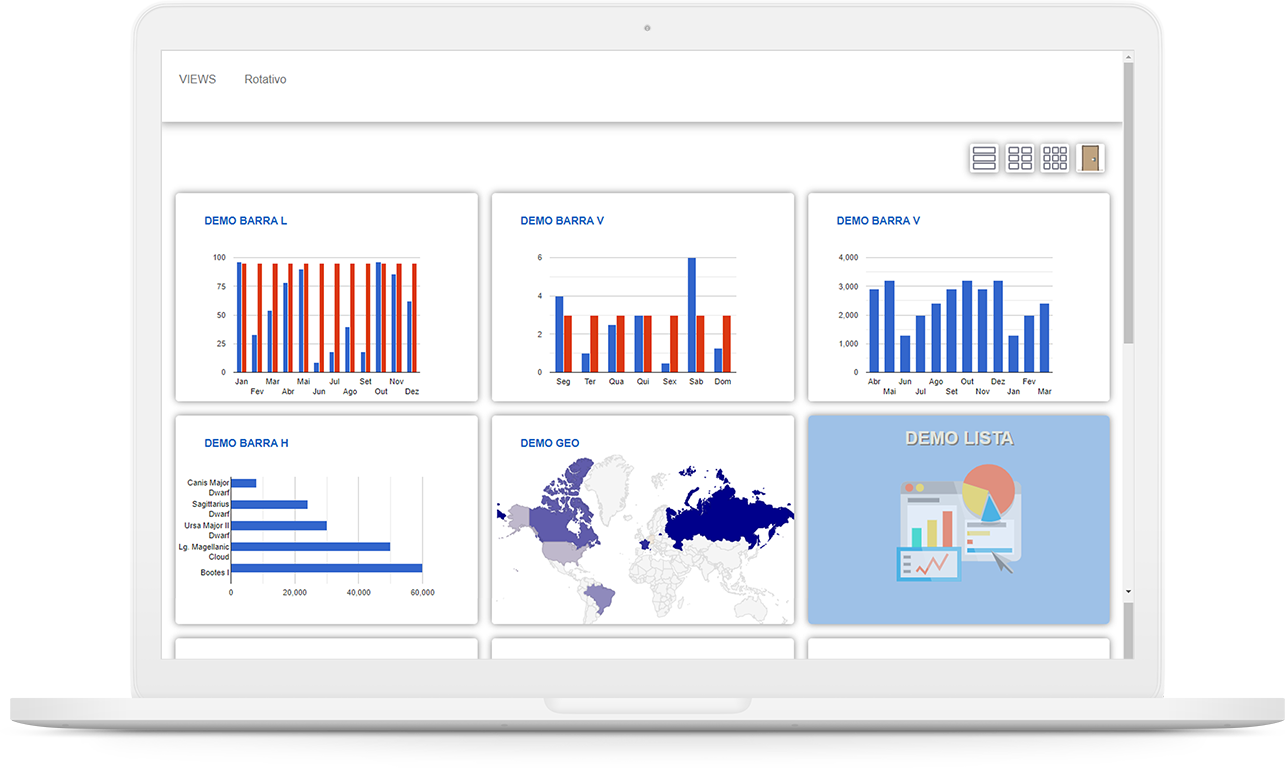 VIEWS Rotativo
DEMO BARRA L
100
75
50
25
0
Jan Mar Mai Jul Set Nov
Fev Abr Jun Ago Out Dez
DEMO BARRA V
6
4
2
0
Seg Ter Qua Qui Sex Sab Dom
DEMO BARRA V
4,000
3,000
2,000
1,000
0
Abr Jun Ago Out Dez Fev
Mai Jul Set Nov Jan Mar
DEMO BARRA H
Canis Major
Dwarf
Sagittarius
Dwarf
Ursa Major II
Dwarf
Lg. Magellanic
Cloud
Bootes I
0 20,000 40,000 60,000
DEMO GEO
DEMO LISTA